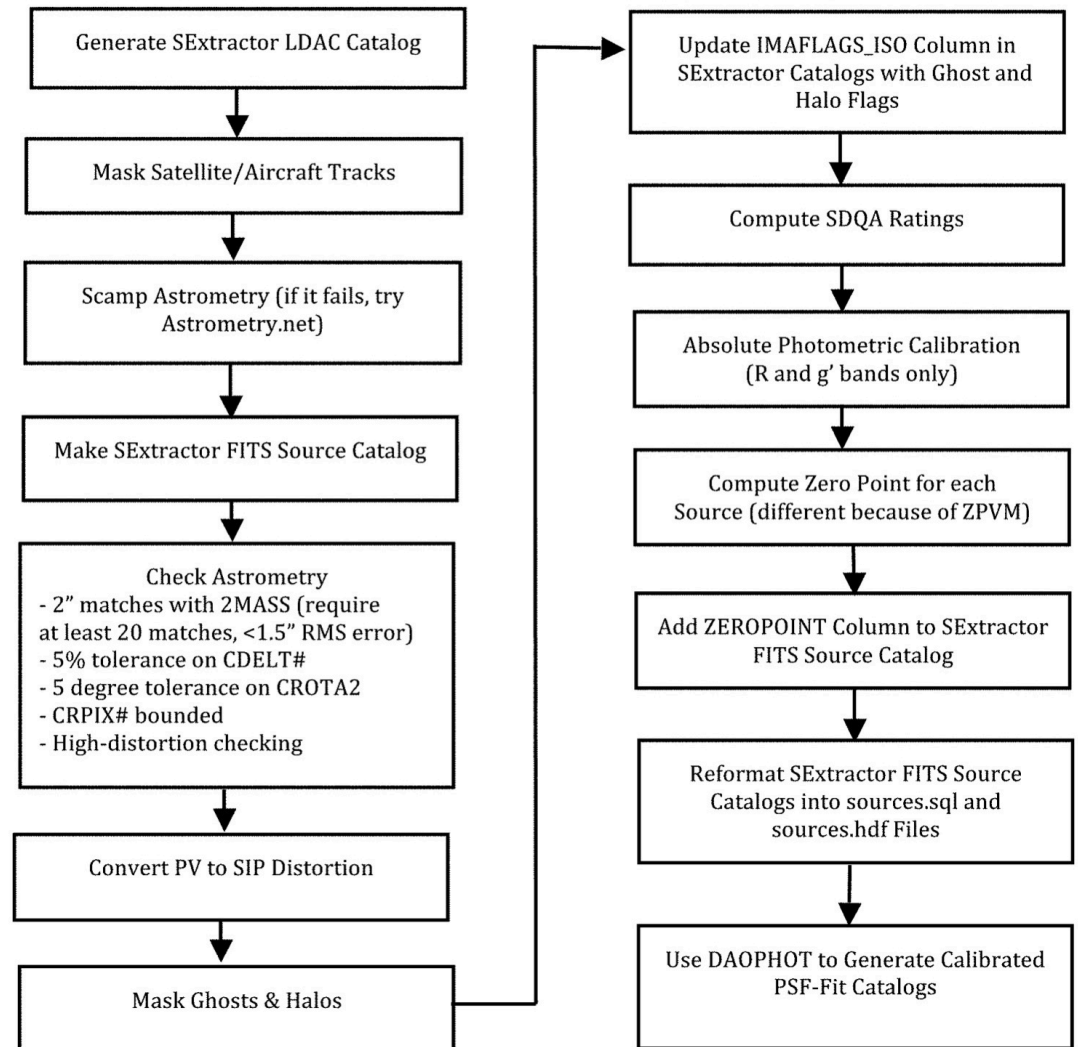 Generate SExtractor LDAC Catalog
Mask Satellite/Aircraft Tracks
Scamp Astrometry (if it fails, try
Astrometry.net)
Make SExtractor FITS Source Catalog
Check Astrometry
- 2” matches with 2MASS (require
at least 20 matches, <1.5” RMS error)
- 5% tolerance on CDELT#
- 5 degree tolerance on CROTA2
- CRPIX# bounded
- High-distortion checking
Convert PV to SIP Distortion
Mask Ghosts & Halos
Update IMAFLAGS_ISO Column in
SExtractor Catalogs with Ghost and
Halo Flags
Compute SDQA Ratings
Absolute Photometric Calibration
(R and g’ bands only)
Compute Zero Point for each
Source (different because of ZPVM)
Add ZEROPOINT Column to SExtractor
FITS Source Catalog
Reformat SExtractor FITS Source
Catalogs into sources.sql and
sources.hdf Files
Use DAOPHOT to Generate Calibrated
PSF-Fit Catalogs